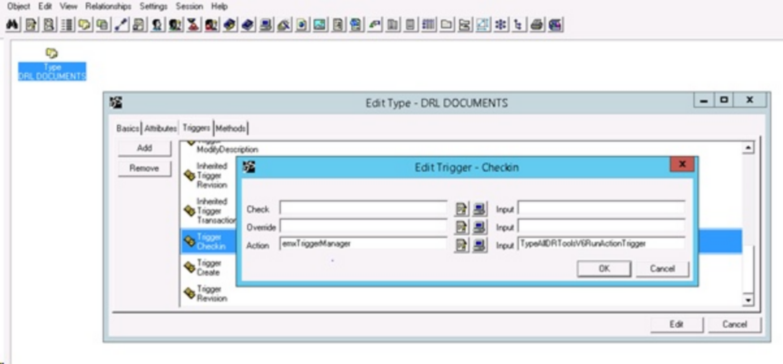 Object Edit View Relationships Settings Session Help
Type
DRL DOCUMENTS
Edit Type - DRL DOCUMENTS
Basics Attributes Triggers Methods
Add
Remove
ModifyDescription
Inherited
Trigger
Revision
Inherited
Trigger
Transaction
Trigger
Checkin
Trigger
Create
Trigger
Revision
Edit Trigger - Checkin
Check Input
Override Input
Action emxTriggerManager Input TypeAllDRToolsV6RunActionTrigger
OK Cancel
Edit Cancel